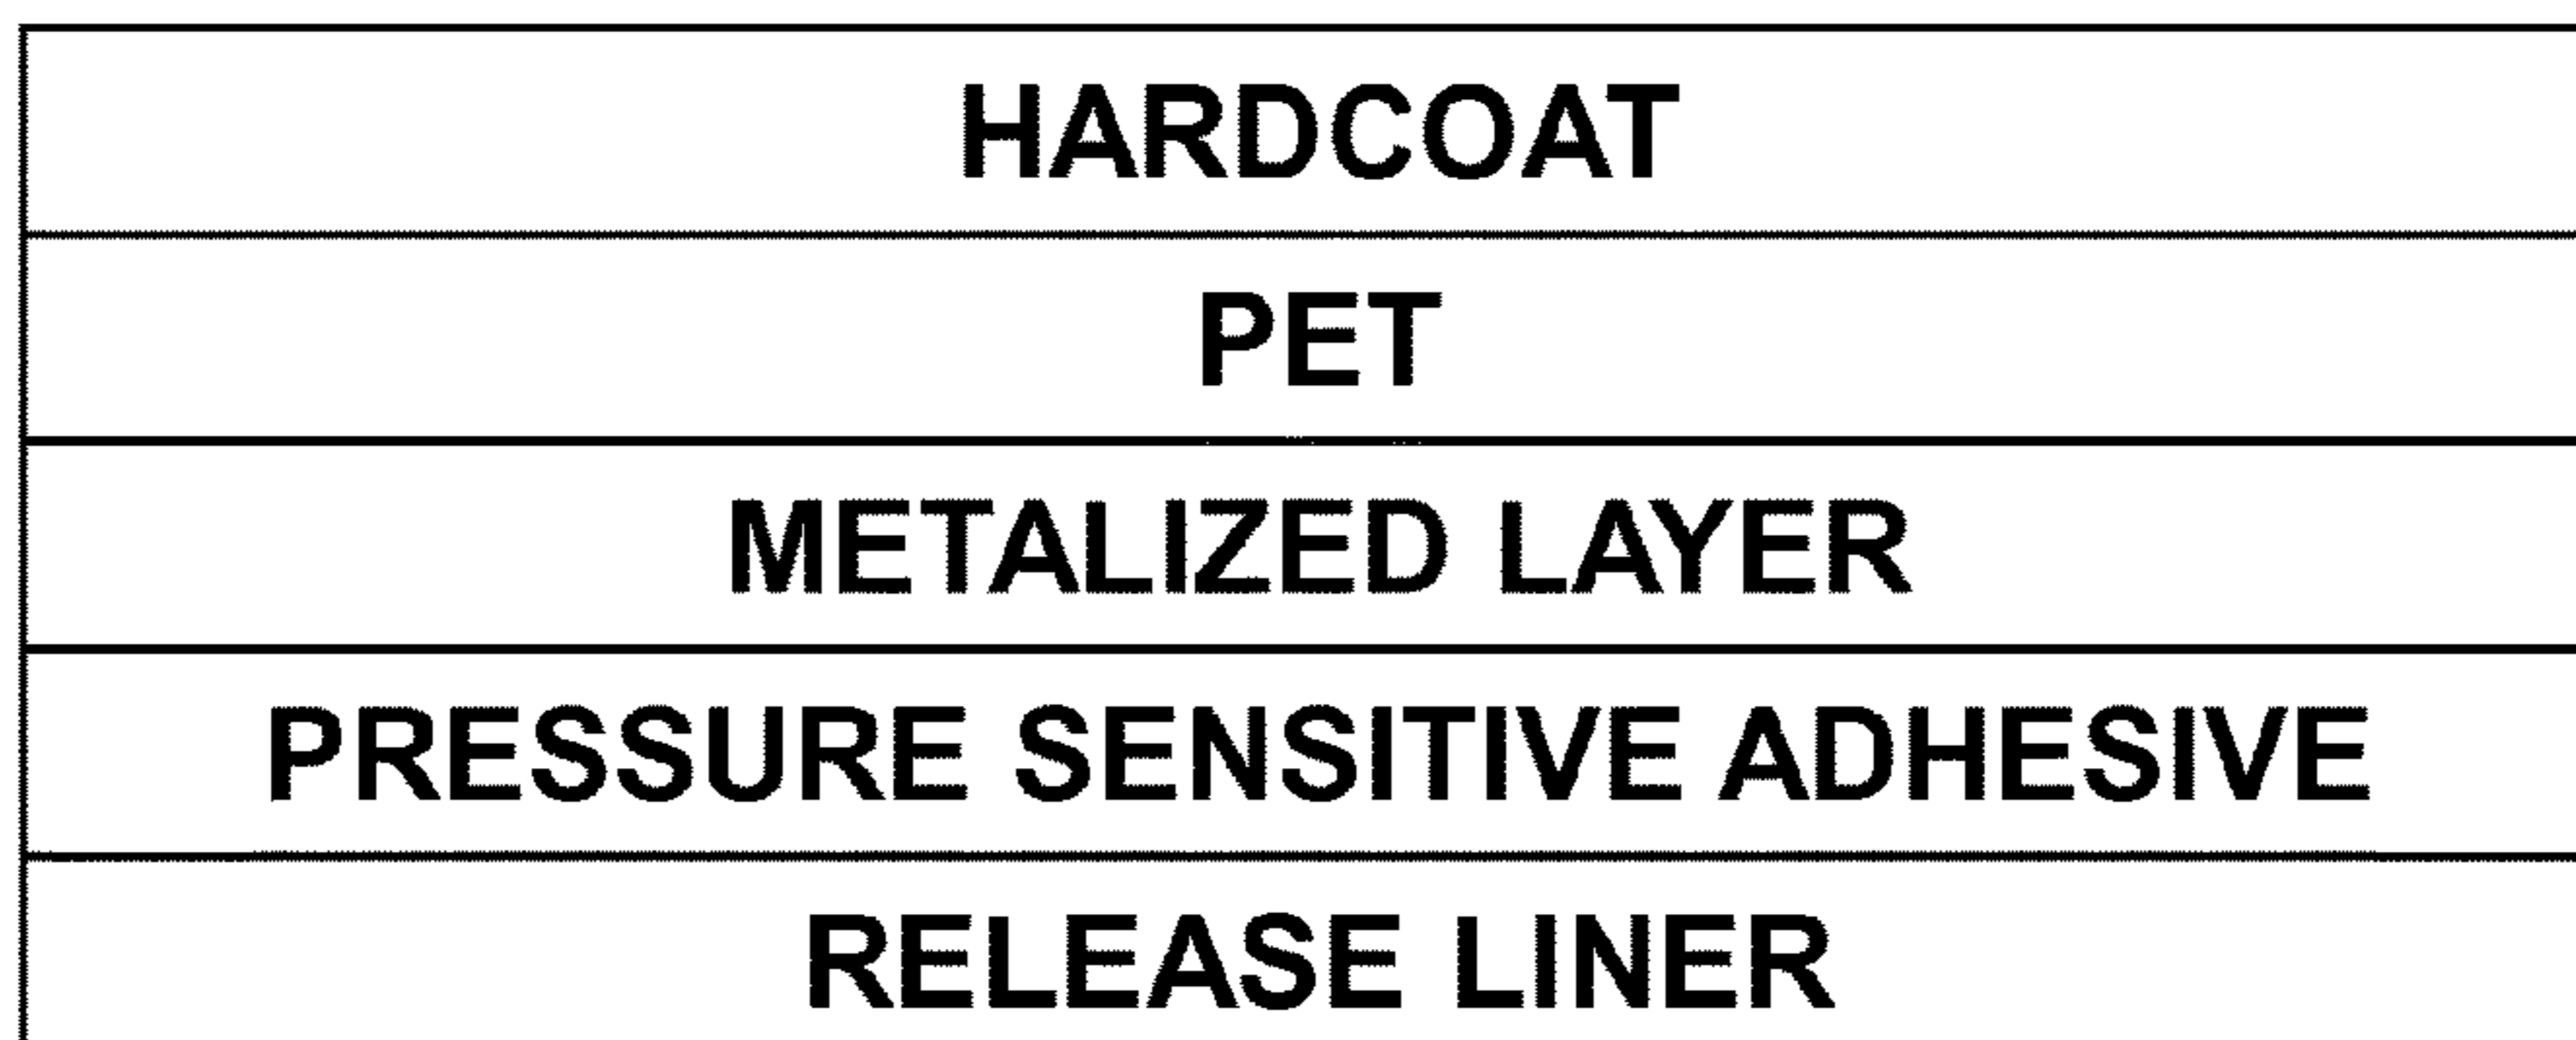 HARDCOAT
PET
METALIZED LAYER
PRESSURE SENSITIVE ADHESIVE
RELEASE LINER